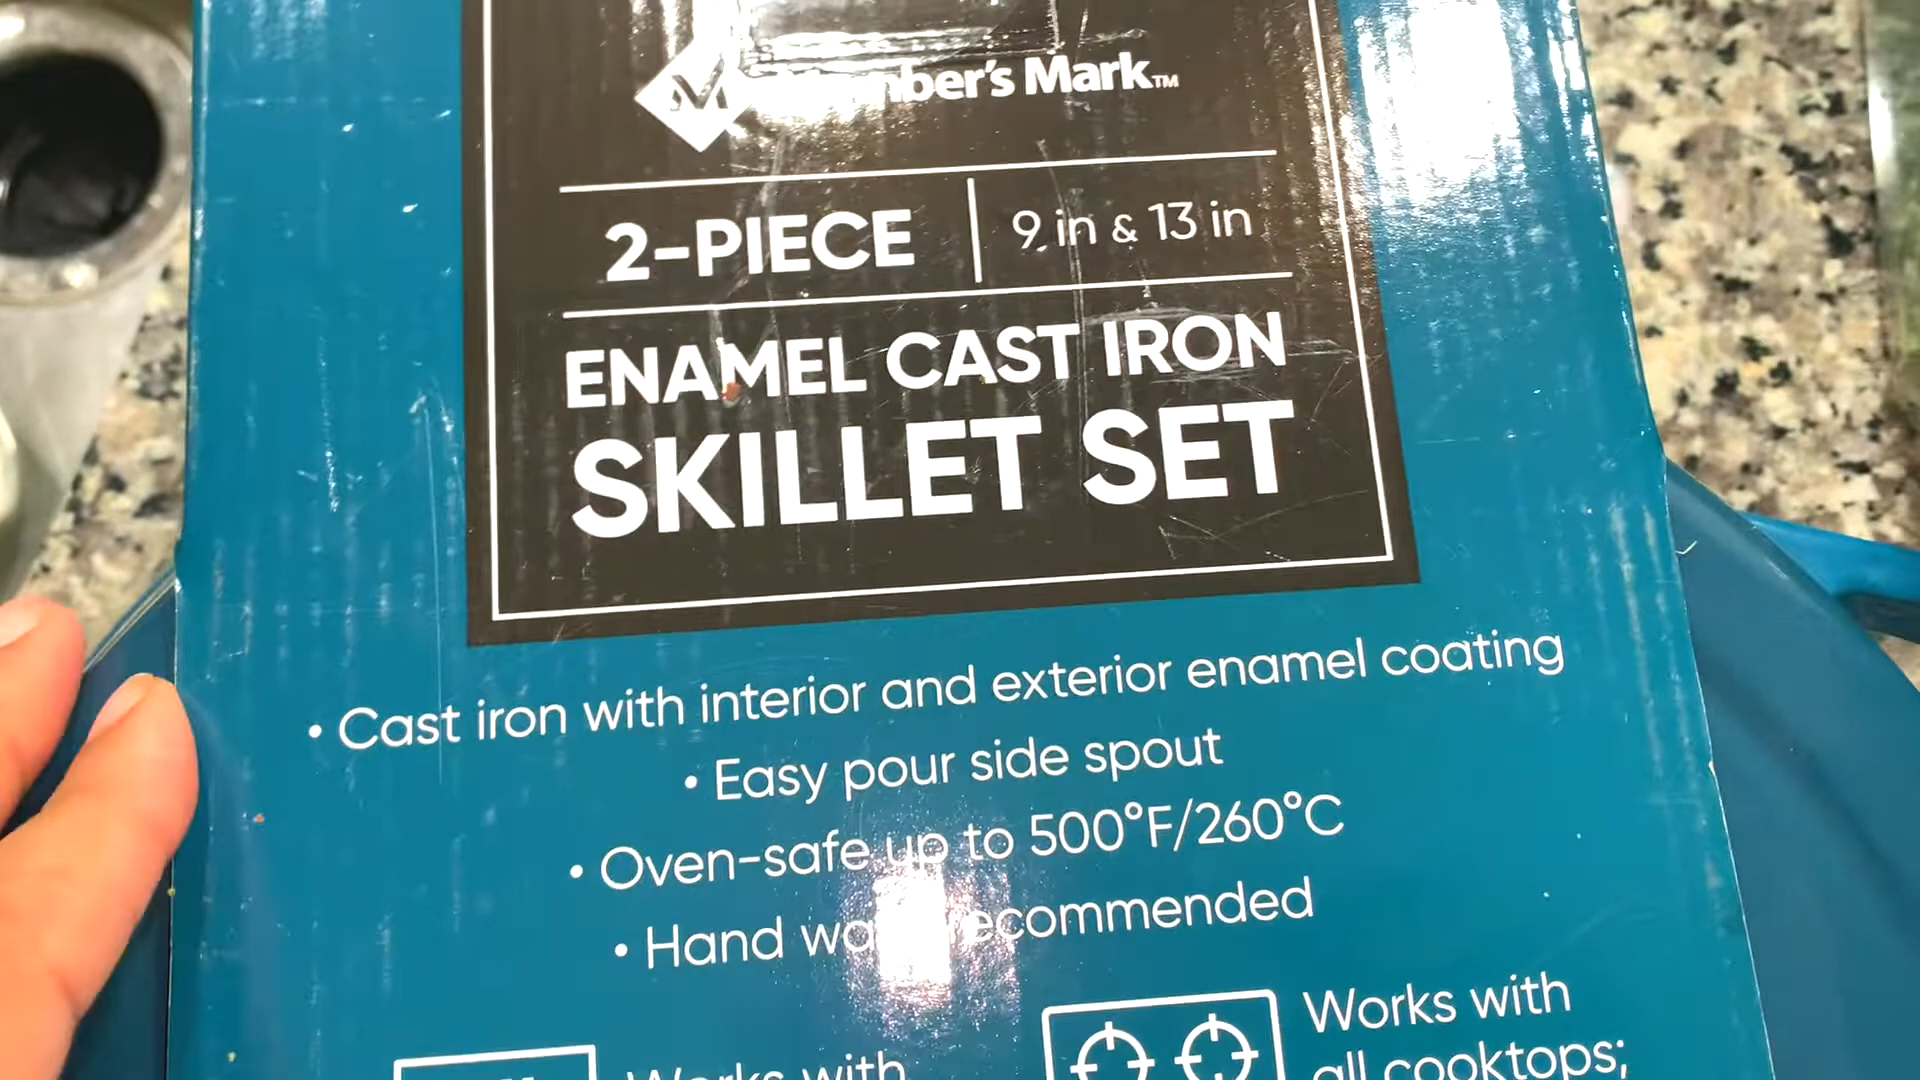 Member's Mark™
2-PIECE | 9 in & 13 in
ENAMEL CAST IRON
SKILLET SET
• Cast iron with interior and exterior enamel coating
• Easy pour side spout
• Oven-safe up to 500°F/260°C
• Hand wash recommended
Works with
all cooktops;
Works with